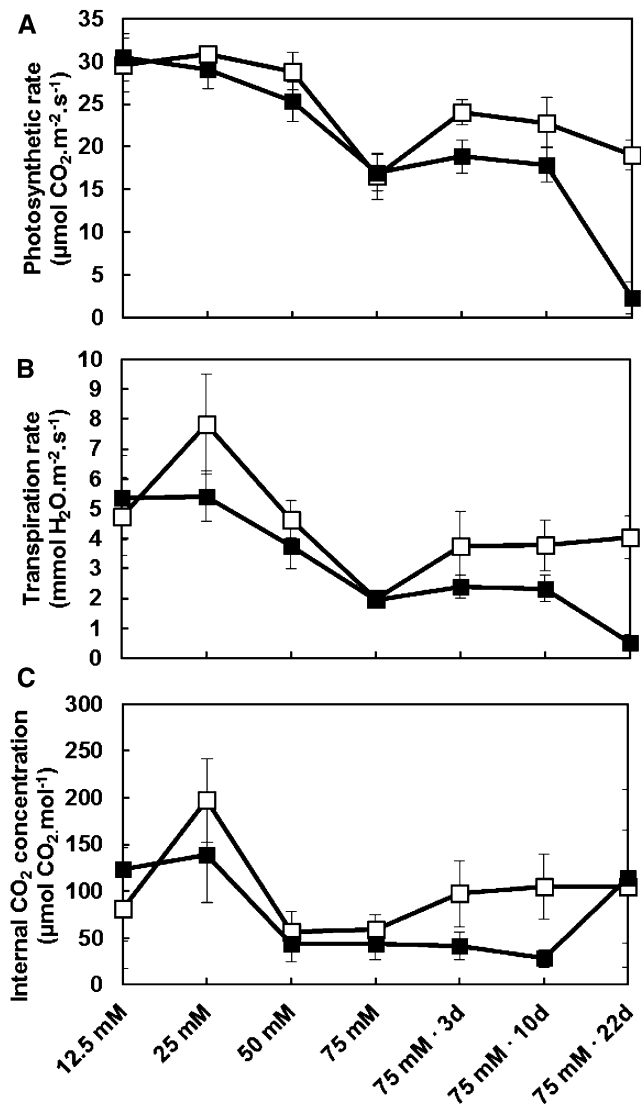 A
Photosynthetic rate
(µmol CO₂.m⁻².s⁻¹)
35
30
25
20
15
10
5
0
B
Transpiration rate
(mmol H₂O.m⁻².s⁻¹)
10
9
8
7
6
5
4
3
2
1
0
C
Internal CO₂ concentration
(µmol CO₂.mol⁻¹)
300
250
200
150
100
50
0
12.5 mM
25 mM
50 mM
75 mM
75 mM · 3d
75 mM · 10d
75 mM · 22d